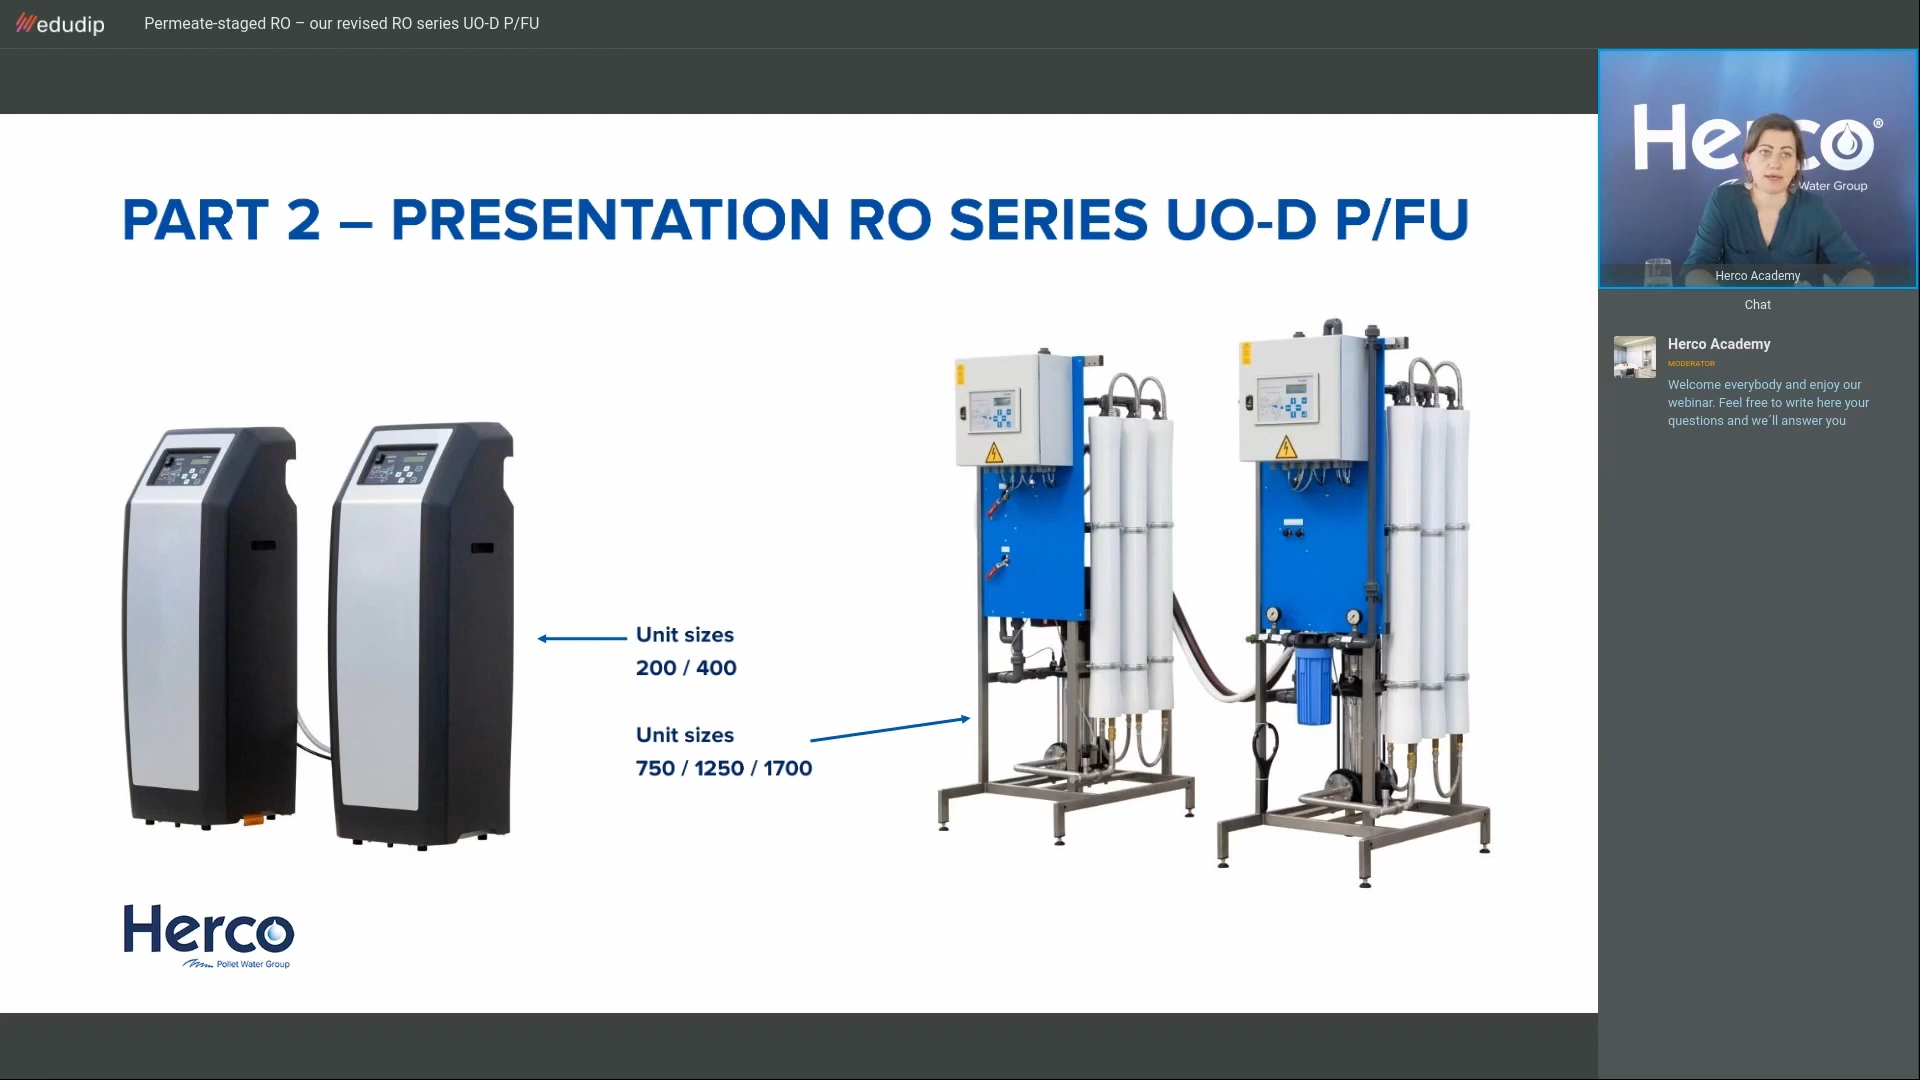 edudip
Permeate-staged RO – our revised RO series UO-D P/FU
PART 2 – PRESENTATION RO SERIES UO-D P/FU
Unit sizes
200 / 400
Unit sizes
750 / 1250 / 1700
Herco
Pollet Water Group
Herco®
Water Group
Herco Academy
Chat
Herco Academy
MODERATOR
Welcome everybody and enjoy our
webinar. Feel free to write here your
questions and we´ll answer you